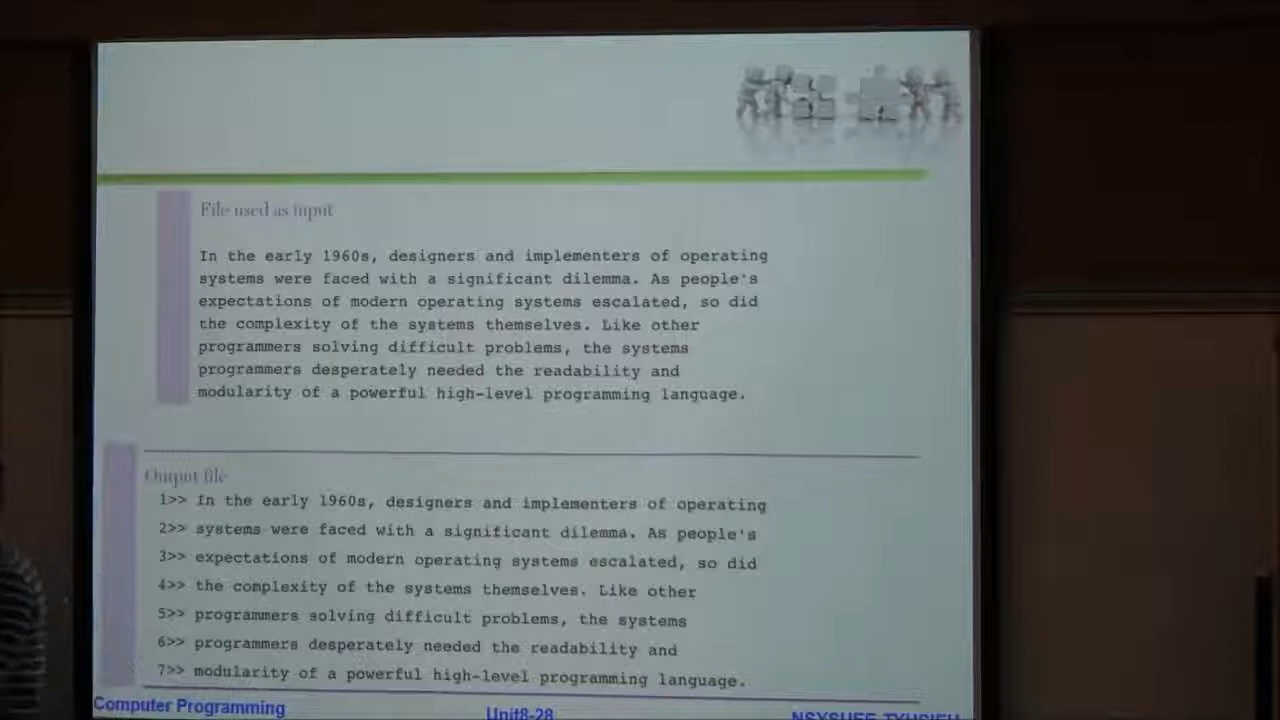 File used as input
In the early 1960s, designers and implementers of operating
systems were faced with a significant dilemma. As people's
expectations of modern operating systems escalated, so did
the complexity of the systems themselves. Like other
programmers solving difficult problems, the systems
programmers desperately needed the readability and
modularity of a powerful high-level programming language.
Output file
1>> In the early 1960s, designers and implementers of operating
2>> systems were faced with a significant dilemma. As people's
3>> expectations of modern operating systems escalated, so did
4>> the complexity of the systems themselves. Like other
5>> programmers solving difficult problems, the systems
6>> programmers desperately needed the readability and
7>> modularity of a powerful high-level programming language.
Computer Programming
Unit8-28